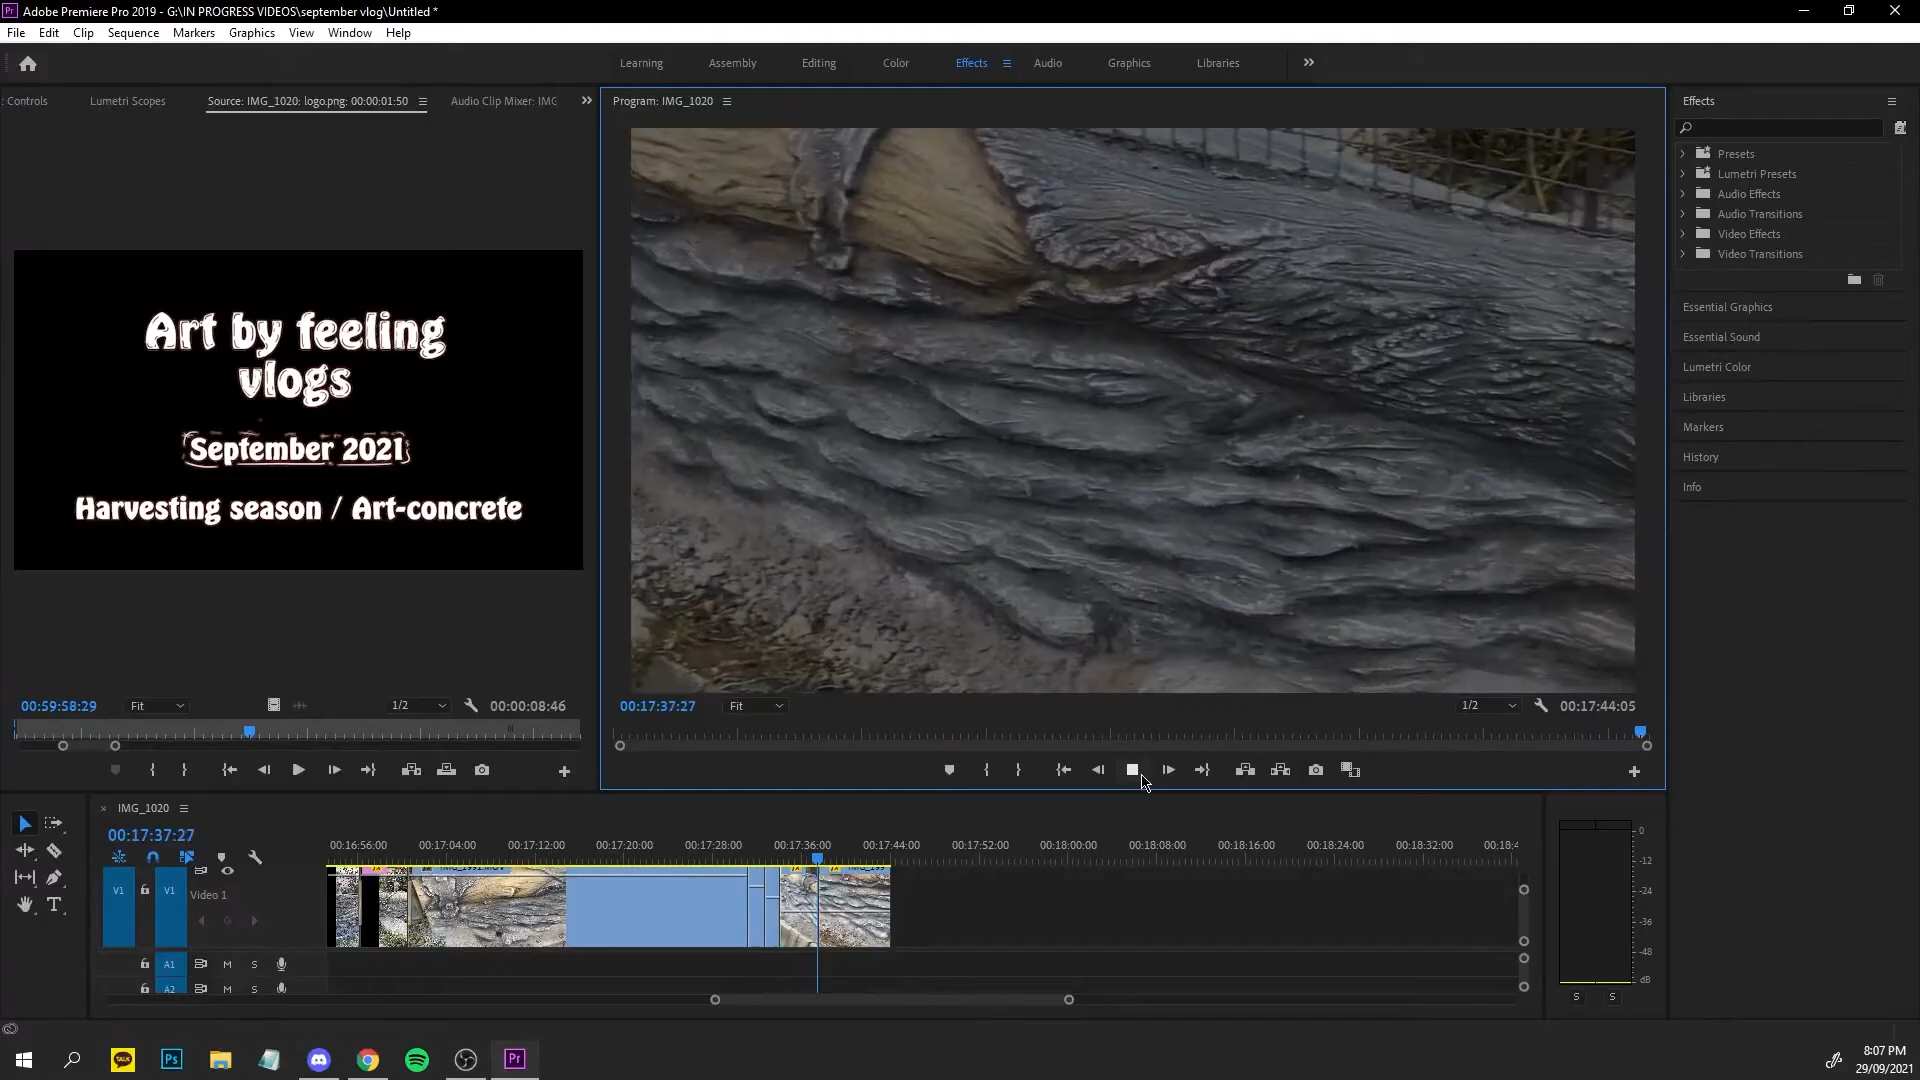 Adobe Premiere Pro 2019 - G:\IN PROGRESS VIDEOS\september vlog\Untitled *
File Edit Clip Sequence Markers Graphics View Window Help
Learning Assembly Editing Color Effects Audio Graphics Libraries
: Controls Lumetri Scopes Source: IMG_1020: logo.png: 00:00:01:50 Audio Clip Mixer: IMG
Program: IMG_1020
Effects
Presets
Lumetri Presets
Audio Effects
Audio Transitions
Video Effects
Video Transitions
Essential Graphics
Essential Sound
Lumetri Color
Libraries
Markers
History
Info
Art by feeling
vlogs
September 2021
Harvesting season / Art-concrete
00:59:58:29 Fit 1/2 00:00:08:46
00:17:37:27 Fit 1/2 00:17:44:05
IMG_1020
00:17:37:27
00:16:56:00 00:17:04:00 00:17:12:00 00:17:20:00 00:17:28:00 00:17:36:00 00:17:44:00 00:17:52:00 00:18:00:00 00:18:08:00 00:18:16:00 00:18:24:00 00:18:32:00 00:18:4
V1 V1 Video 1
A1 M S
A2 M S
0
-12
-24
-36
-48
dB
S S
TALK Ps Pr
8:07 PM
29/09/2021